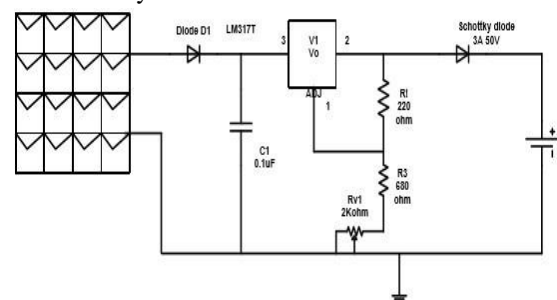 Diode D1
LM317T
3
V1
Vo
2
ADJ
1
Schottky diode
3A 50V
R1
220
ohm
C1
0.1uF
R3
680
ohm
Rv1
2Kohm
+
-